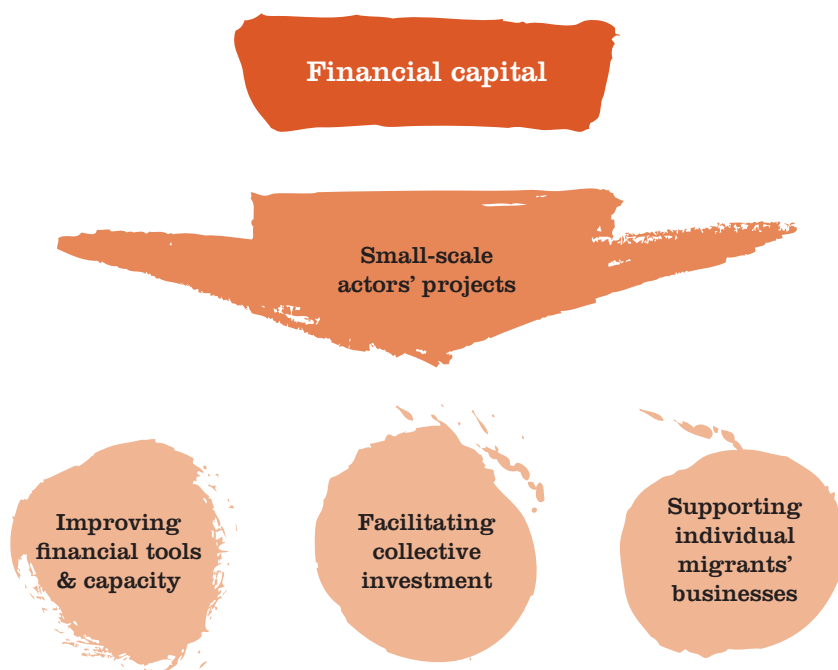 Financial capital
Small-scale
actors’ projects
Improving
financial tools
& capacity
Facilitating
collective
investment
Supporting
individual
migrants’
businesses